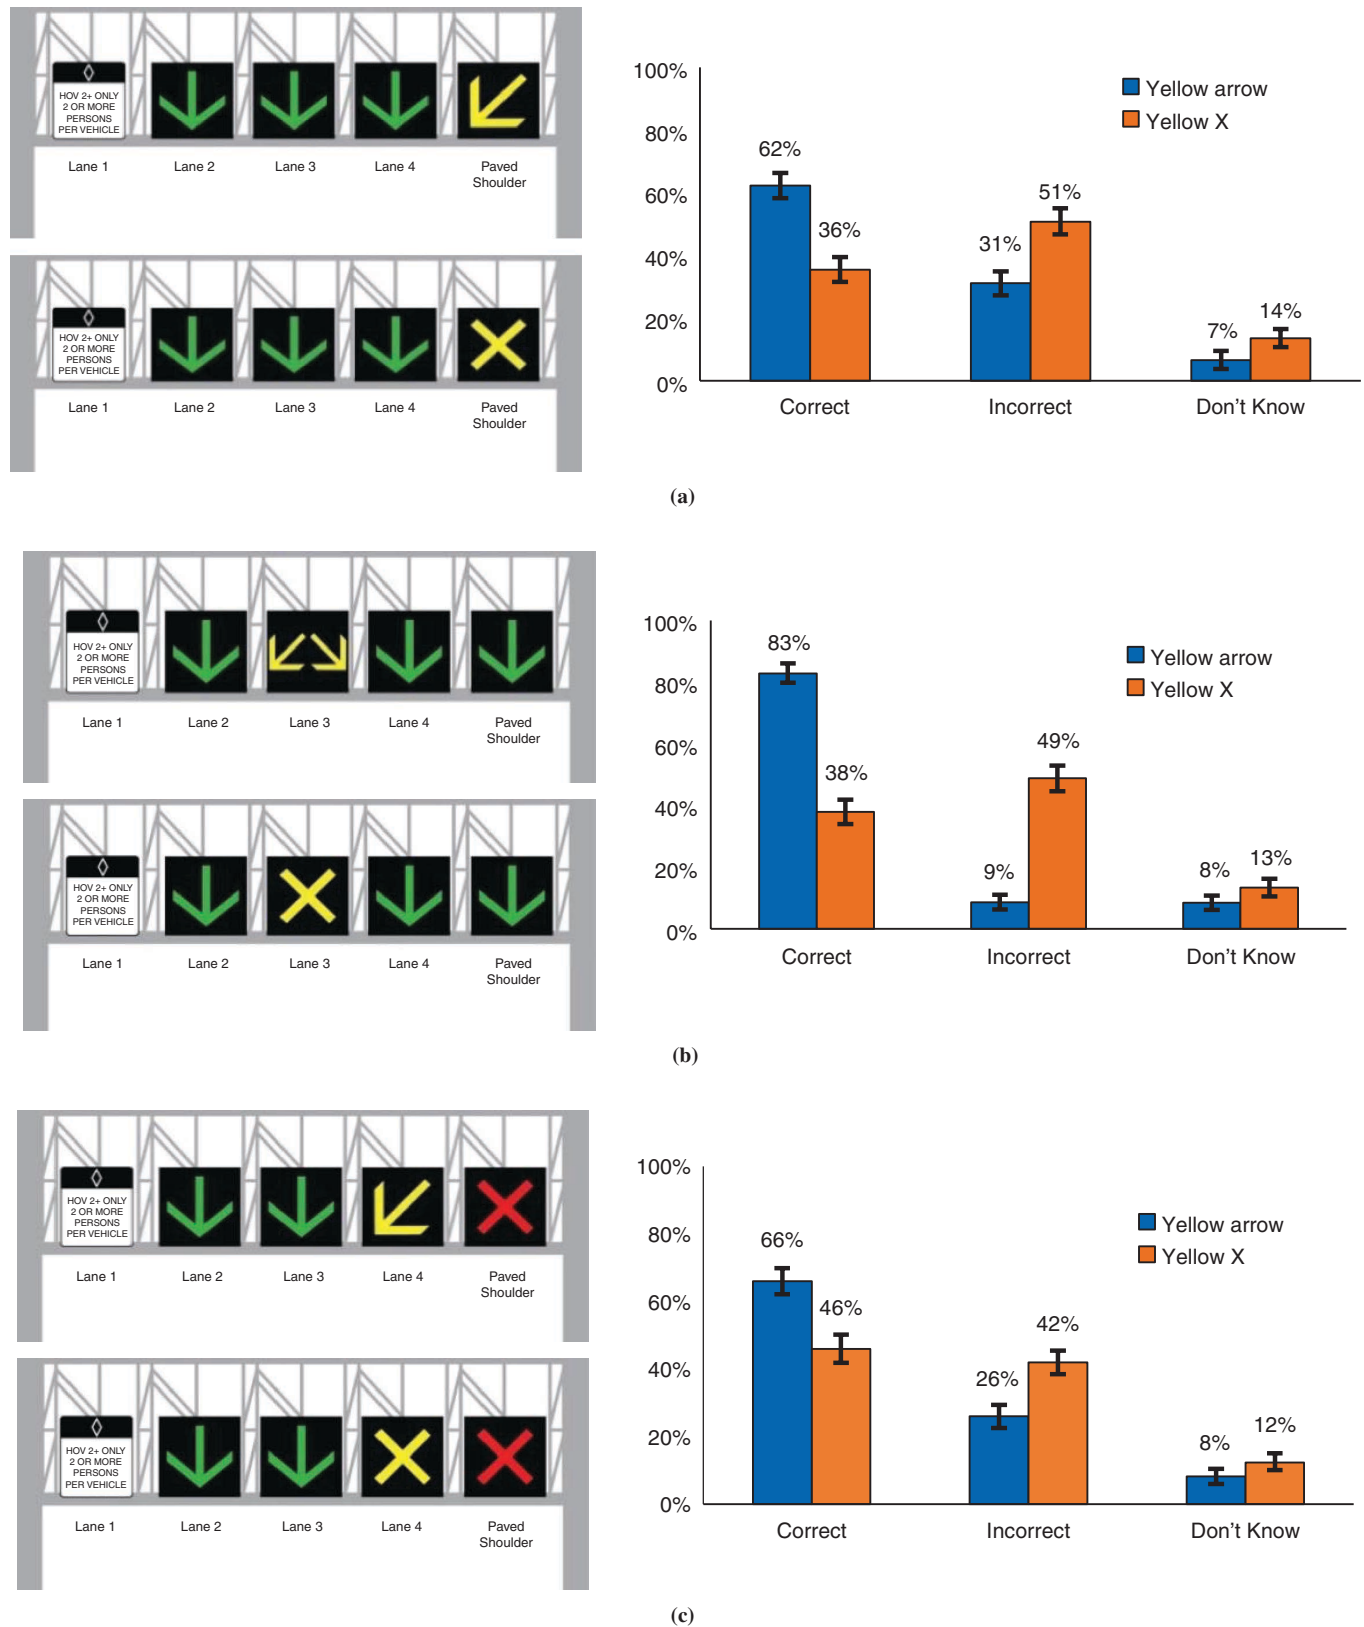 HOV 2+ ONLY
2 OR MORE
PERSONS
PER VEHICLE
Lane 1
Lane 2
Lane 3
Lane 4
Paved
Shoulder
HOV 2+ ONLY
2 OR MORE
PERSONS
PER VEHICLE
Lane 1
Lane 2
Lane 3
Lane 4
Paved
Shoulder
100%
80%
60%
40%
20%
0%
Yellow arrow
Yellow X
62%
36%
31%
51%
7%
14%
Correct
Incorrect
Don't Know
(a)
HOV 2+ ONLY
2 OR MORE
PERSONS
PER VEHICLE
Lane 1
Lane 2
Lane 3
Lane 4
Paved
Shoulder
HOV 2+ ONLY
2 OR MORE
PERSONS
PER VEHICLE
Lane 1
Lane 2
Lane 3
Lane 4
Paved
Shoulder
100%
80%
60%
40%
20%
0%
Yellow arrow
Yellow X
83%
38%
9%
49%
8%
13%
Correct
Incorrect
Don't Know
(b)
HOV 2+ ONLY
2 OR MORE
PERSONS
PER VEHICLE
Lane 1
Lane 2
Lane 3
Lane 4
Paved
Shoulder
HOV 2+ ONLY
2 OR MORE
PERSONS
PER VEHICLE
Lane 1
Lane 2
Lane 3
Lane 4
Paved
Shoulder
100%
80%
60%
40%
20%
0%
Yellow arrow
Yellow X
66%
46%
26%
42%
8%
12%
Correct
Incorrect
Don't Know
(c)